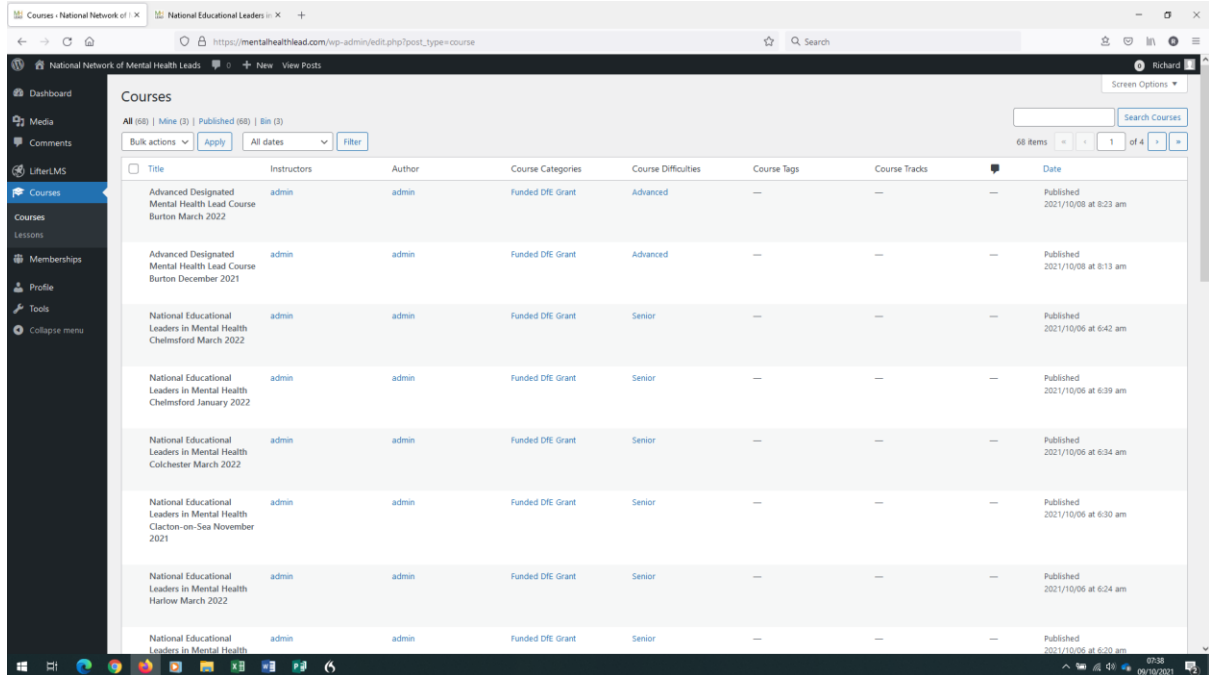 Courses ‹ National Network of
National Educational Leaders in
https://mentalhealthlead.com/wp-admin/edit.php?post_type=course
Search
National Network of Mental Health Leads 0 + New View Posts
0 Richard
Screen Options ▼
Dashboard
Media
Comments
LifterLMS
Courses
Courses
Lessons
Memberships
Profile
Tools
Collapse menu
Courses
All (68) | Mine (3) | Published (68) | Bin (3)
Search Courses
Bulk actions Apply All dates Filter
68 items « ‹ 1 of 4 › »
Title Instructors Author Course Categories Course Difficulties Course Tags Course Tracks Date
Advanced Designated admin admin Funded DfE Grant Advanced — — — Published
Mental Health Lead Course 2021/10/08 at 8:23 am
Burton March 2022
Advanced Designated admin admin Funded DfE Grant Advanced — — — Published
Mental Health Lead Course 2021/10/08 at 8:13 am
Burton December 2021
National Educational admin admin Funded DfE Grant Senior — — — Published
Leaders in Mental Health 2021/10/06 at 6:42 am
Chelmsford March 2022
National Educational admin admin Funded DfE Grant Senior — — — Published
Leaders in Mental Health 2021/10/06 at 6:39 am
Chelmsford January 2022
National Educational admin admin Funded DfE Grant Senior — — — Published
Leaders in Mental Health 2021/10/06 at 6:34 am
Colchester March 2022
National Educational admin admin Funded DfE Grant Senior — — — Published
Leaders in Mental Health 2021/10/06 at 6:30 am
Clacton-on-Sea November
2021
National Educational admin admin Funded DfE Grant Senior — — — Published
Leaders in Mental Health 2021/10/06 at 6:24 am
Harlow March 2022
National Educational admin admin Funded DfE Grant Senior — — — Published
Leaders in Mental Health 2021/10/06 at 6:20 am
07:38
09/10/2021